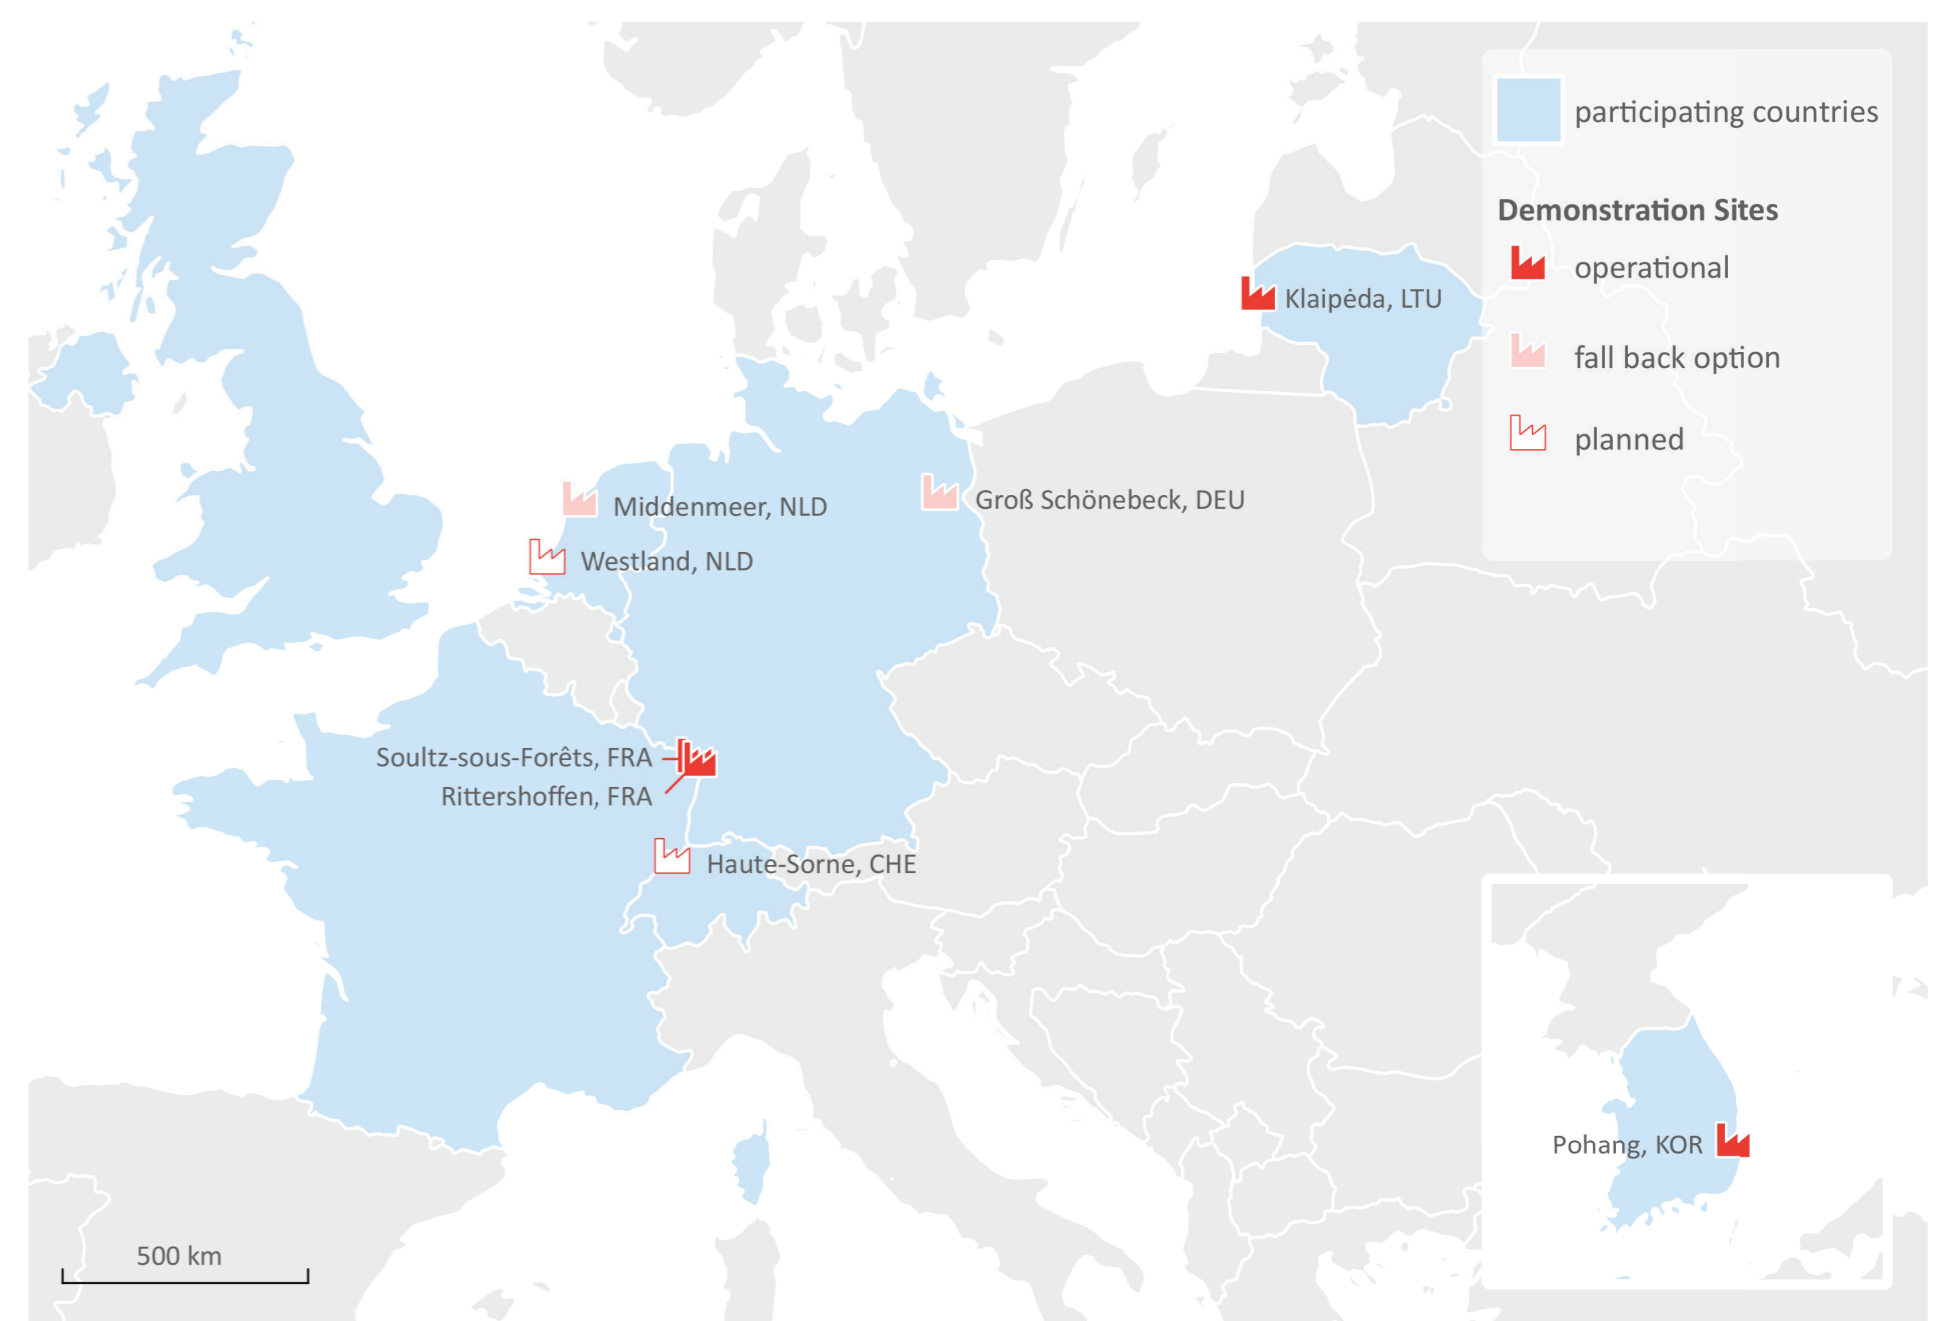 participating countries
Demonstration Sites
operational
fall back option
planned
Klaipėda, LTU
Middenmeer, NLD
Groß Schönebeck, DEU
Westland, NLD
Soultz-sous-Forêts, FRA
Rittershoffen, FRA
Haute-Sorne, CHE
Pohang, KOR
500 km